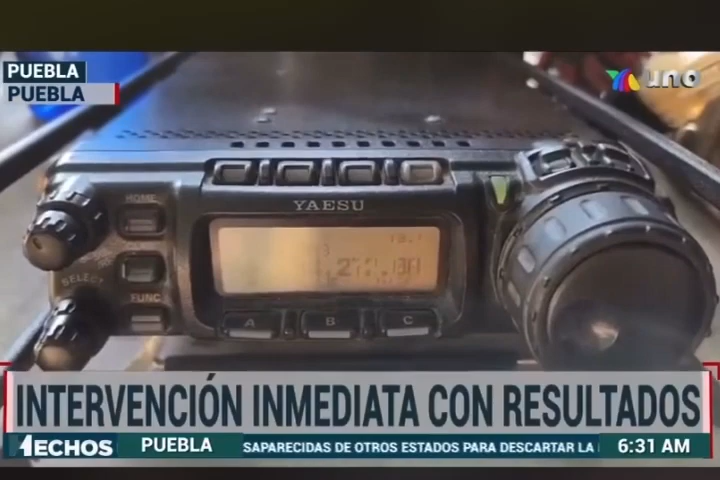 PUEBLA
PUEBLA
uno
YAESU
HOME
SELECT
FUNC
A B C
INTERVENCIÓN INMEDIATA CON RESULTADOS
HECHOS PUEBLA SAPARECIDAS DE OTROS ESTADOS PARA DESCARTAR LA 6:31 AM